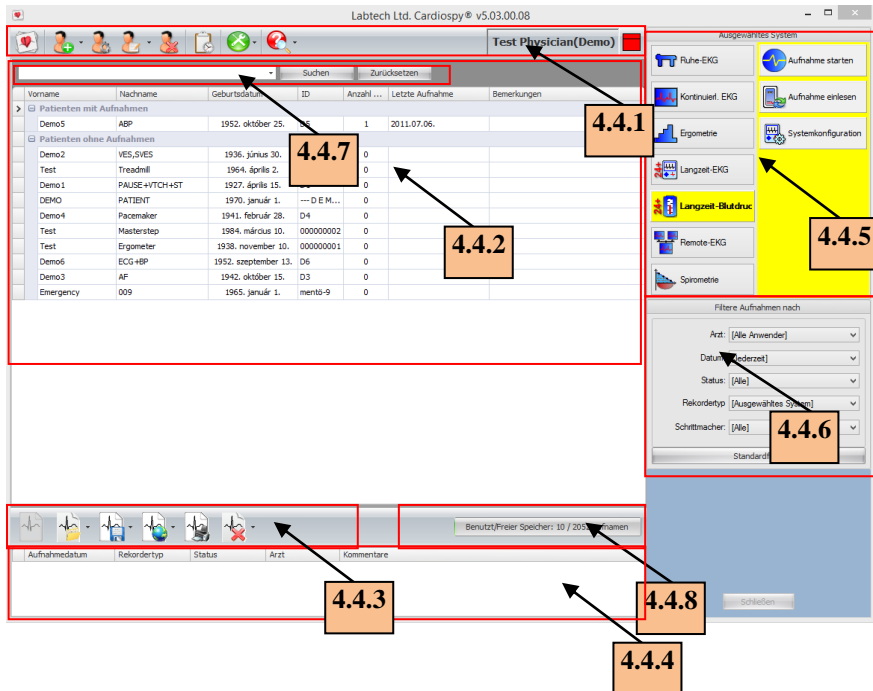 Labtech Ltd. Cardiospy® v5.03.00.08
Test Physician(Demo)
Suchen Zurücksetzen
Vorname Nachname Geburtsdatum ID Anzahl ... Letzte Aufnahme Bemerkungen
Patienten mit Aufnahmen
Demo5 ABP 1952. október 25. 1 2011.07.06.
Patienten ohne Aufnahmen
Demo2 VES,SVES 1936. június 30. 0
Test Treadmill 1964. április 2. 0
Demo1 PAUSE+VTCH+ST 1927. április 15. 0
DEMO PATIENT 1970. január 1. --- D E M... 0
Demo4 Pacemaker 1941. február 28. D4 0
Test Masterstep 1984. március 10. 000000002 0
Test Ergometer 1938. november 10. 000000001 0
Demo6 ECG+BP 1952. szeptember 13. D6 0
Demo3 AF 1942. október 15. D3 0
Emergency 009 1965. január 1. mentö-9 0
4.4.1
4.4.7
4.4.2
Ausgewähltes System
Ruhe-EKG Aufnahme starten
Kontinuierl. EKG Aufnahme einlesen
Ergometrie Systemkonfiguration
Langzeit-EKG
Langzeit-Blutdruc
Remote-EKG
Spirometrie
4.4.5
Filtere Aufnahmen nach
Arzt: [Alle Anwender]
Datum [Jederzeit]
Status: [Alle]
Rekordertyp [Ausgewähltes System]
Schrittmacher: [Alle]
4.4.6
Benutzt/Freier Speicher: 10 /
Aufnahmedatum Rekordertyp Status Arzt Kommentare
4.4.3
4.4.8
Schließen
4.4.4